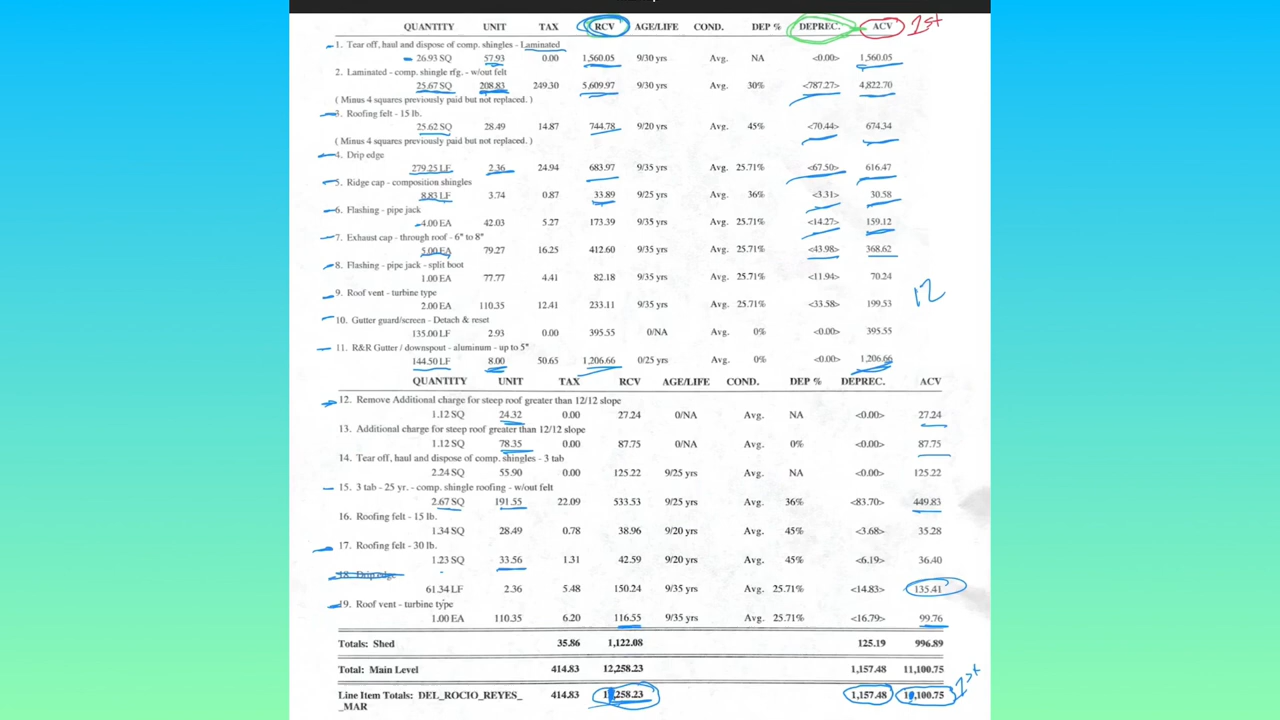 QUANTITY UNIT TAX RCV AGE/LIFE COND. DEP % DEPREC. ACV 1st
1. Tear off, haul and dispose of comp. shingles - Laminated
26.93 SQ 57.93 0.00 1,560.05 9/30 yrs Avg. NA <0.00> 1,560.05
2. Laminated - comp. shingle rfg. - w/out felt
25.67 SQ 208.83 249.30 5,609.97 9/30 yrs Avg. 30% <787.27> 4,822.70
( Minus 4 squares previously paid but not replaced. )
3. Roofing felt - 15 lb.
25.62 SQ 28.49 14.87 744.78 9/20 yrs Avg. 45% <70.44> 674.34
( Minus 4 squares previously paid but not replaced. )
4. Drip edge
279.25 LF 2.36 24.94 683.97 9/35 yrs Avg. 25.71% <67.50> 616.47
5. Ridge cap - composition shingles
8.83 LF 3.74 0.87 33.89 9/25 yrs Avg. 36% <3.31> 30.58
6. Flashing - pipe jack
4.00 EA 42.03 5.27 173.39 9/35 yrs Avg. 25.71% <14.27> 159.12
7. Exhaust cap - through roof - 6" to 8"
5.00 EA 79.27 16.25 412.60 9/35 yrs Avg. 25.71% <43.98> 368.62
8. Flashing - pipe jack - split boot
1.00 EA 77.77 4.41 82.18 9/35 yrs Avg. 25.71% <11.94> 70.24
9. Roof vent - turbine type
2.00 EA 110.35 12.41 233.11 9/35 yrs Avg. 25.71% <33.58> 199.53
12
10. Gutter guard/screen - Detach & reset
135.00 LF 2.93 0.00 395.55 0/NA Avg. 0% <0.00> 395.55
11. R&R Gutter / downspout - aluminum - up to 5"
144.50 LF 8.00 50.65 1,206.66 0/25 yrs Avg. 0% <0.00> 1,206.66
QUANTITY UNIT TAX RCV AGE/LIFE COND. DEP % DEPREC. ACV
12. Remove Additional charge for steep roof greater than 12/12 slope
1.12 SQ 24.32 0.00 27.24 0/NA Avg. NA <0.00> 27.24
13. Additional charge for steep roof greater than 12/12 slope
1.12 SQ 78.35 0.00 87.75 0/NA Avg. 0% <0.00> 87.75
14. Tear off, haul and dispose of comp. shingles - 3 tab
2.24 SQ 55.90 0.00 125.22 9/25 yrs Avg. NA <0.00> 125.22
15. 3 tab - 25 yr. - comp. shingle roofing - w/out felt
2.67 SQ 191.55 22.09 533.53 9/25 yrs Avg. 36% <83.70> 449.83
16. Roofing felt - 15 lb.
1.34 SQ 28.49 0.78 38.96 9/20 yrs Avg. 45% <3.68> 35.28
17. Roofing felt - 30 lb.
1.23 SQ 33.56 1.31 42.59 9/20 yrs Avg. 45% <6.19> 36.40
18. Drip edge
61.34 LF 2.36 5.48 150.24 9/35 yrs Avg. 25.71% <14.83> 135.41
19. Roof vent - turbine type
1.00 EA 110.35 6.20 116.55 9/35 yrs Avg. 25.71% <16.79> 99.76
Totals: Shed 35.86 1,122.08 125.19 996.89
Total: Main Level 414.83 12,258.23 1,157.48 11,100.75
Line Item Totals: DEL_ROCIO_REYES_ 414.83 12,258.23 1,157.48 11,100.75 1st
_MAR